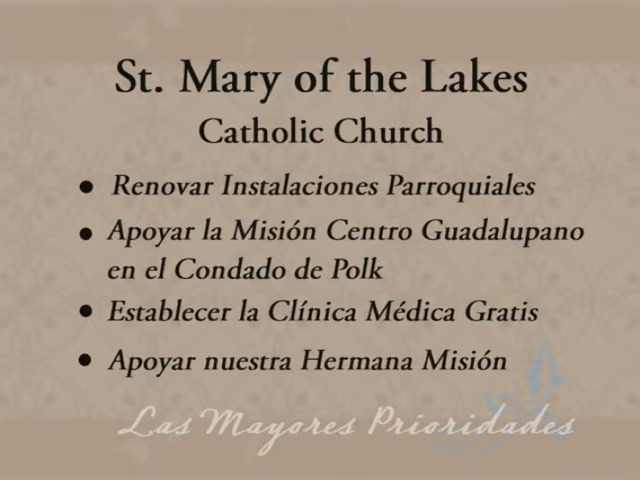 St. Mary of the Lakes
Catholic Church
• Renovar Instalaciones Parroquiales
• Apoyar la Misión Centro Guadalupano
en el Condado de Polk
• Establecer la Clínica Médica Gratis
• Apoyar nuestra Hermana Misión
Las Mayores Prioridades